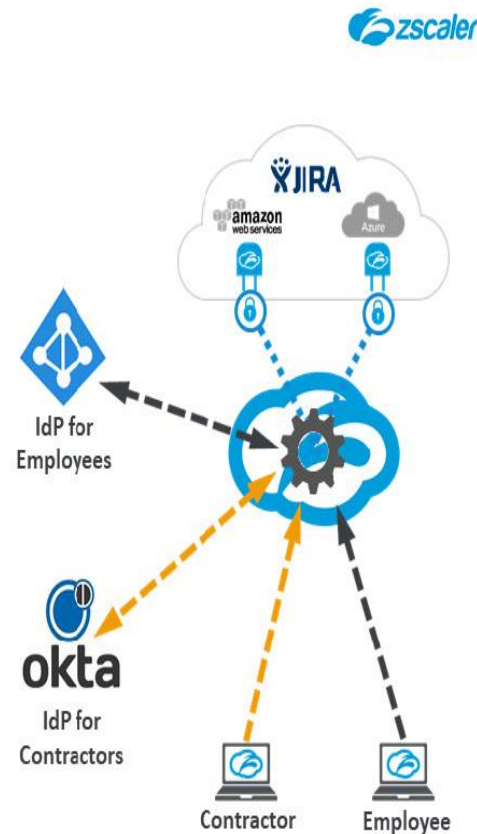 zscaler
JIRA
amazon
web services
Azure
IdP for
Employees
okta
IdP for
Contractors
Contractor
Employee